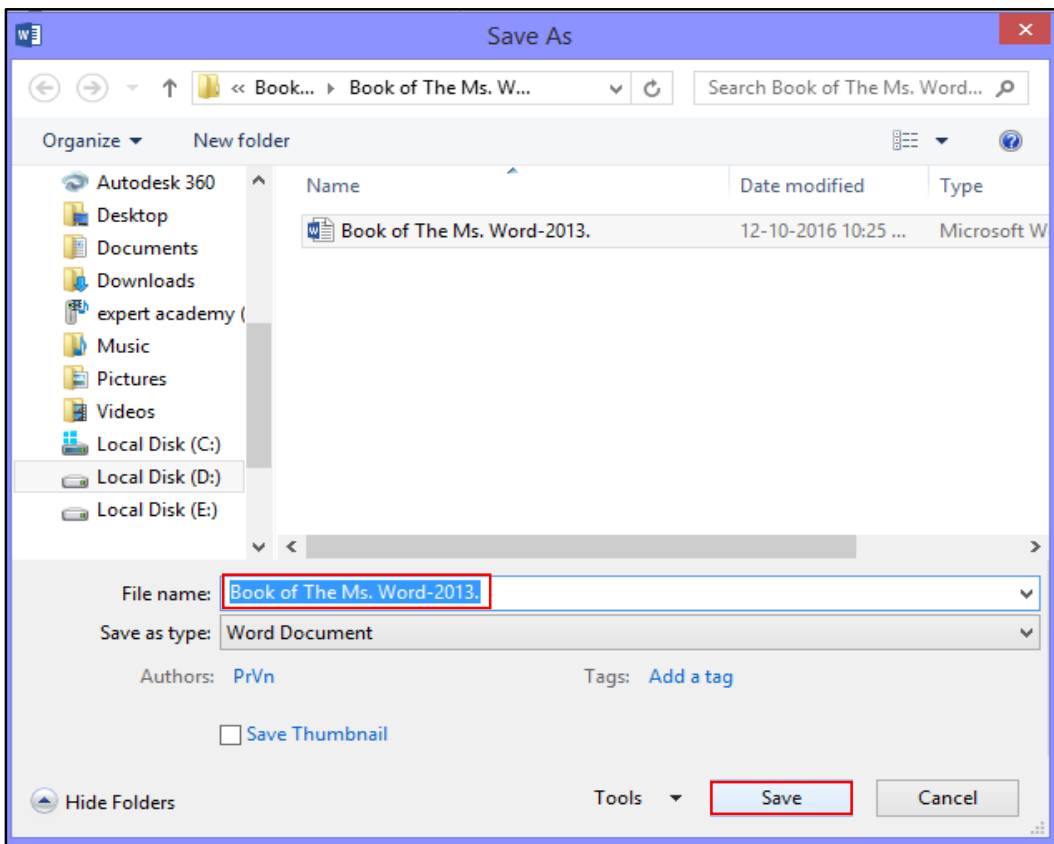 Save As
« Book... Book of The Ms. W...
Search Book of The Ms. Word...
Organize
New folder
Name
Date modified
Type
Autodesk 360
Desktop
Documents
Downloads
expert academy (
Music
Pictures
Videos
Local Disk (C:)
Local Disk (D:)
Local Disk (E:)
Book of The Ms. Word-2013.
12-10-2016 10:25 ...
Microsoft W
File name: Book of The Ms. Word-2013.
Save as type: Word Document
Authors: PrVn
Tags: Add a tag
Save Thumbnail
Hide Folders
Tools
Save
Cancel